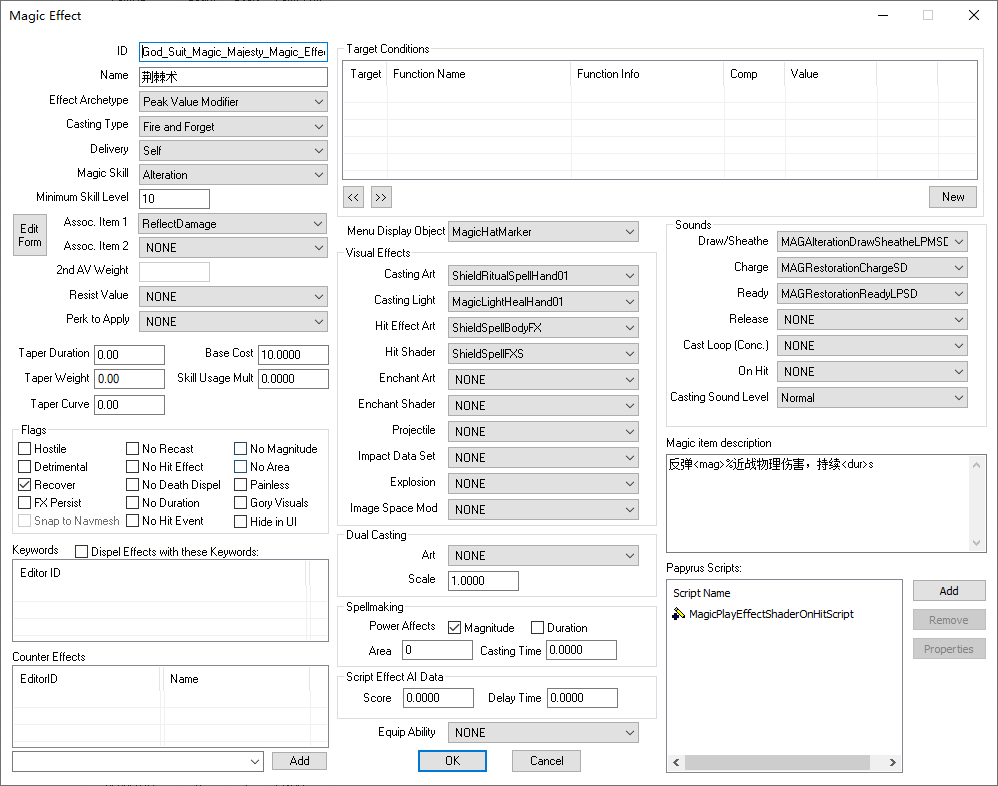 Magic Effect
ID God_Suit_Magic_Majesty_Magic_Effe
Name 荆棘术
Effect Archetype Peak Value Modifier
Casting Type Fire and Forget
Delivery Self
Magic Skill Alteration
Minimum Skill Level 10
Edit Form
Assoc. Item 1 ReflectDamage
Assoc. Item 2 NONE
2nd AV Weight
Resist Value NONE
Perk to Apply NONE
Taper Duration 0.00 Base Cost 10.0000
Taper Weight 0.00 Skill Usage Mult 0.0000
Taper Curve 0.00
Flags
Hostile No Recast No Magnitude
Detrimental No Hit Effect No Area
Recover No Death Dispel Painless
FX Persist No Duration Gory Visuals
Snap to Navmesh No Hit Event Hide in UI
Keywords Dispel Effects with these Keywords:
Editor ID
Counter Effects
EditorID Name
Add
Target Conditions
Target Function Name Function Info Comp Value
<< >> New
Menu Display Object MagicHatMarker
Visual Effects
Casting Art ShieldRitualSpellHand01
Casting Light MagicLightHealHand01
Hit Effect Art ShieldSpellBodyFX
Hit Shader ShieldSpellFXS
Enchant Art NONE
Enchant Shader NONE
Projectile NONE
Impact Data Set NONE
Explosion NONE
Image Space Mod NONE
Dual Casting
Art NONE
Scale 1.0000
Spellmaking
Power Affects Magnitude Duration
Area 0 Casting Time 0.0000
Script Effect AI Data
Score 0.0000 Delay Time 0.0000
Equip Ability NONE
OK Cancel
Sounds
Draw/Sheathe MAGAlterationDrawSheatheLPMSD
Charge MAGRestorationChargeSD
Ready MAGRestorationReadyLPSD
Release NONE
Cast Loop (Conc.) NONE
On Hit NONE
Casting Sound Level Normal
Magic item description
反弹<mag>%近战物理伤害，持续<dur>s
Papyrus Scripts:
Script Name
MagicPlayEffectShaderOnHitScript
Add
Remove
Properties